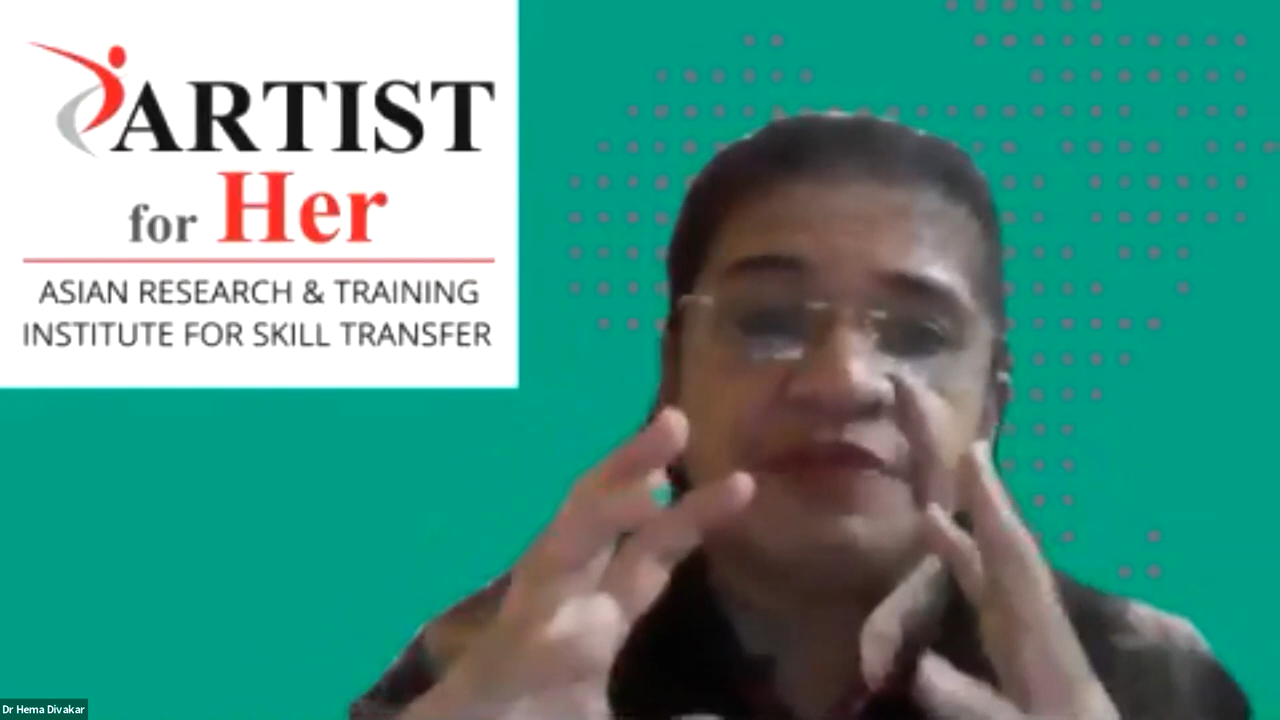 ARTIST
for Her
ASIAN RESEARCH & TRAINING
INSTITUTE FOR SKILL TRANSFER
Dr Hema Divakar